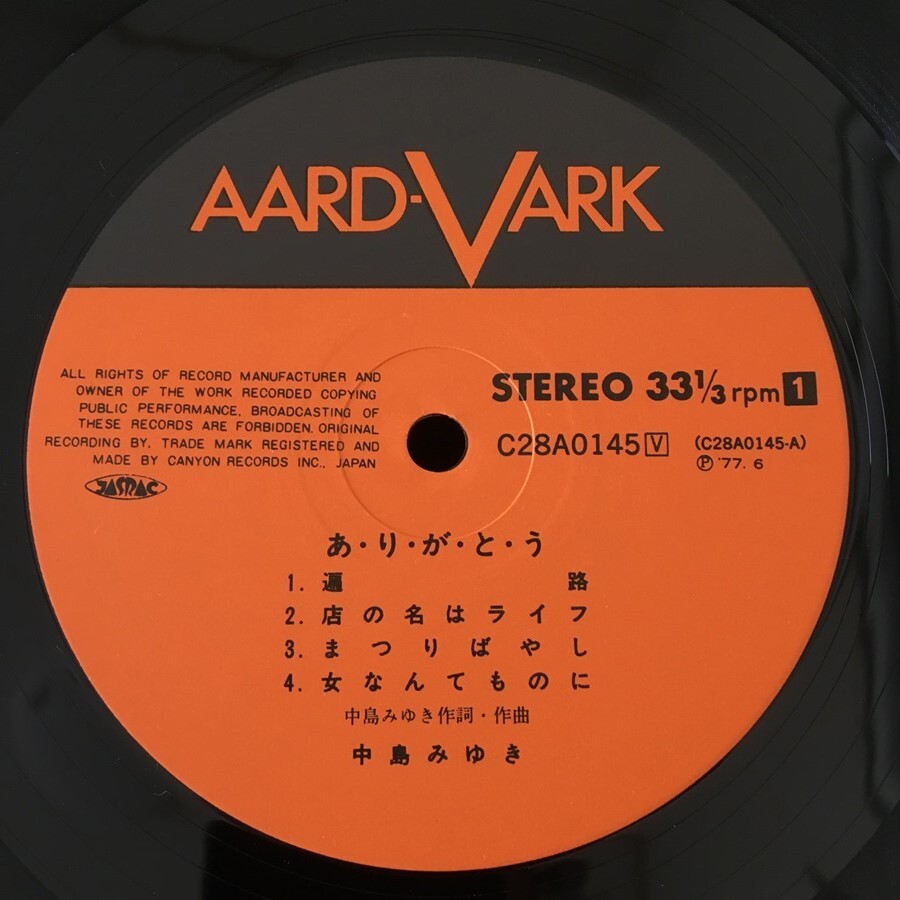 AARD-VARK
ALL RIGHTS OF RECORD MANUFACTURER AND
OWNER OF THE WORK RECORDED COPYING
PUBLIC PERFORMANCE, BROADCASTING OF
THESE RECORDS ARE FORBIDDEN. ORIGINAL
RECORDING BY, TRADE MARK REGISTERED AND
MADE BY CANYON RECORDS INC., JAPAN
JASRAC
STEREO 33 1/3 rpm 1
C28A0145 V (C28A0145-A)
℗ '77. 6
あ・り・が・と・う
1. 遍路
2. 店の名はライフ
3. まつりばやし
4. 女なんてものに
中島みゆき作詞・作曲
中島みゆき